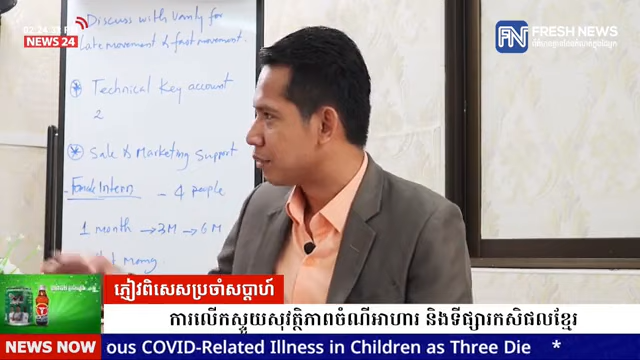 NEWS 24
FRESH NEWS
Discuss with Vanly for
Late movement & fast movement.
Technical Key account
2
Sale & Marketing Support
- Female Intern - 4 people
1 month → 3M → 6M
ភ្ញៀវពិសេសប្រចាំសប្ដាហ៍
ការលើកស្ទួយសុវត្ថិភាពចំណីអាហារ និងទីផ្សារកសិផលខ្មែរ
NEWS NOW
ous COVID-Related Illness in Children as Three Die *